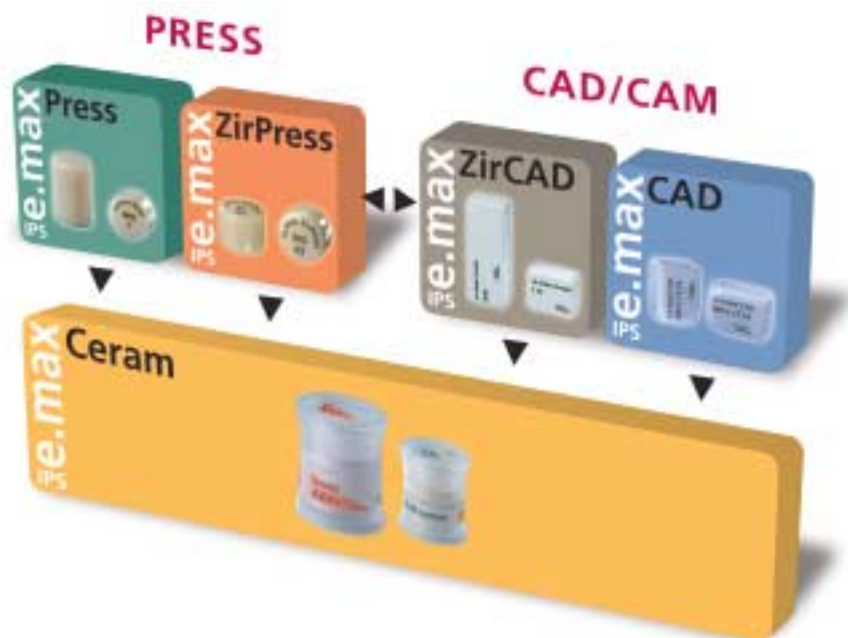 PRESS
CAD/CAM
IPS e.max Press
IPS e.max ZirPress
IPS e.max ZirCAD
IPS e.max CAD
IPS e.max Ceram